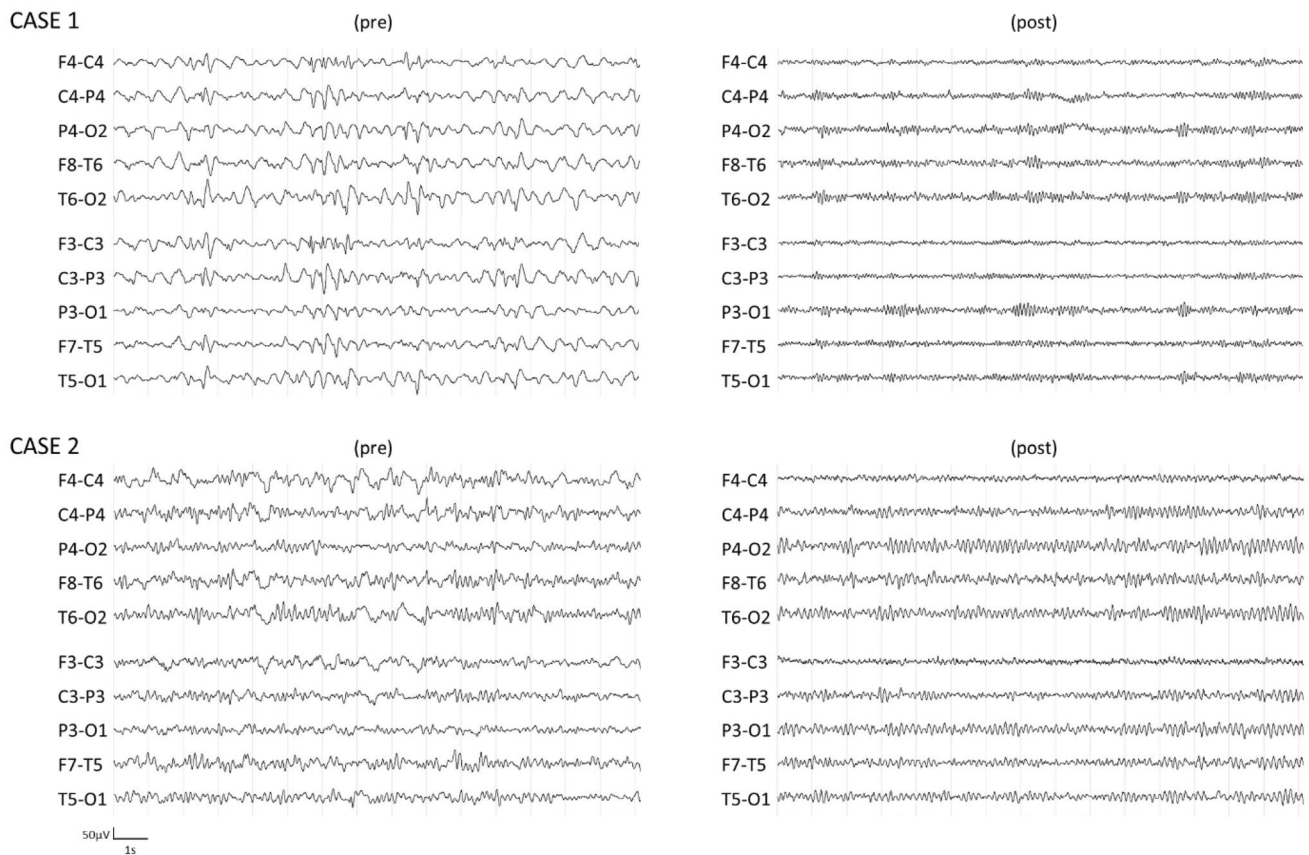 CASE 1
(pre)
(post)
F4-C4
C4-P4
P4-O2
F8-T6
T6-O2
F3-C3
C3-P3
P3-O1
F7-T5
T5-O1
F4-C4
C4-P4
P4-O2
F8-T6
T6-O2
F3-C3
C3-P3
P3-O1
F7-T5
T5-O1
CASE 2
(pre)
(post)
F4-C4
C4-P4
P4-O2
F8-T6
T6-O2
F3-C3
C3-P3
P3-O1
F7-T5
T5-O1
F4-C4
C4-P4
P4-O2
F8-T6
T6-O2
F3-C3
C3-P3
P3-O1
F7-T5
T5-O1
50µV
1s